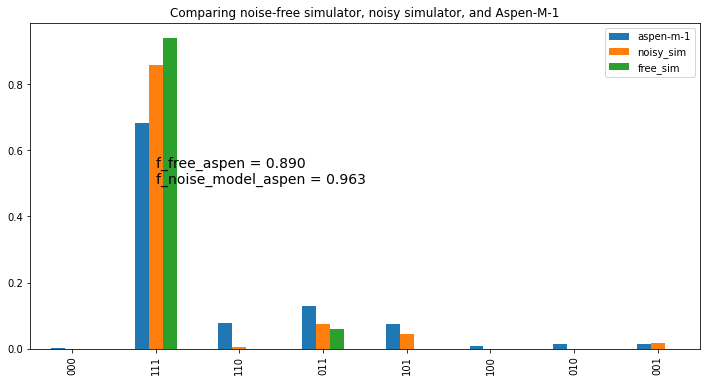 Comparing noise-free simulator, noisy simulator, and Aspen-M-1
aspen-m-1
noisy_sim
free_sim
0.8
0.6
f_free_aspen = 0.890
f_noise_model_aspen = 0.963
0.4
0.2
0.0
000
111
110
011
101
100
010
001